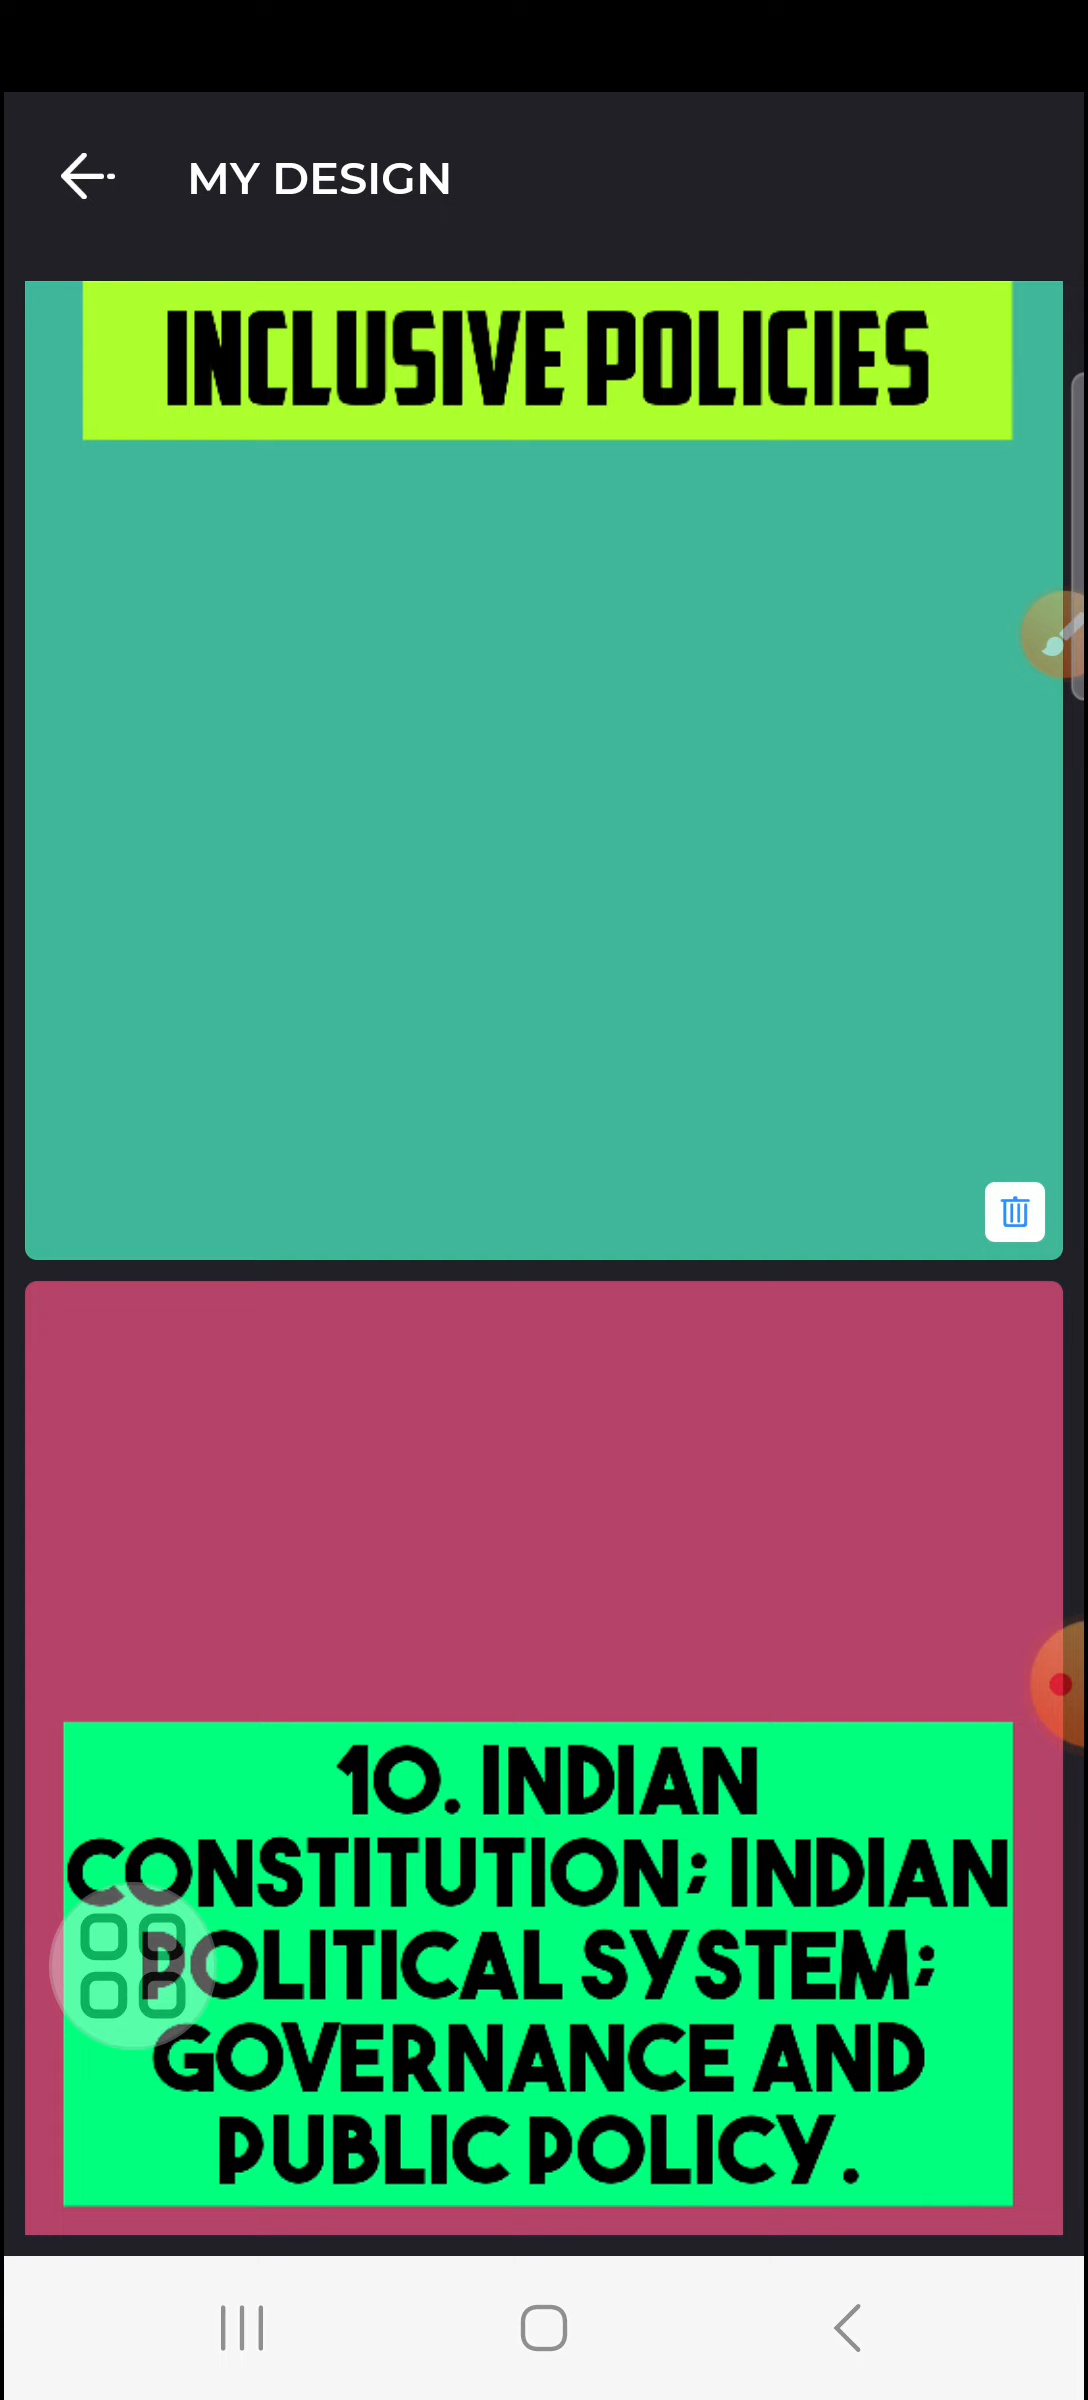 MY DESIGN
INCLUSIVE POLICIES
10. INDIAN
CONSTITUTION; INDIAN
POLITICAL SYSTEM;
GOVERNANCE AND
PUBLIC POLICY.